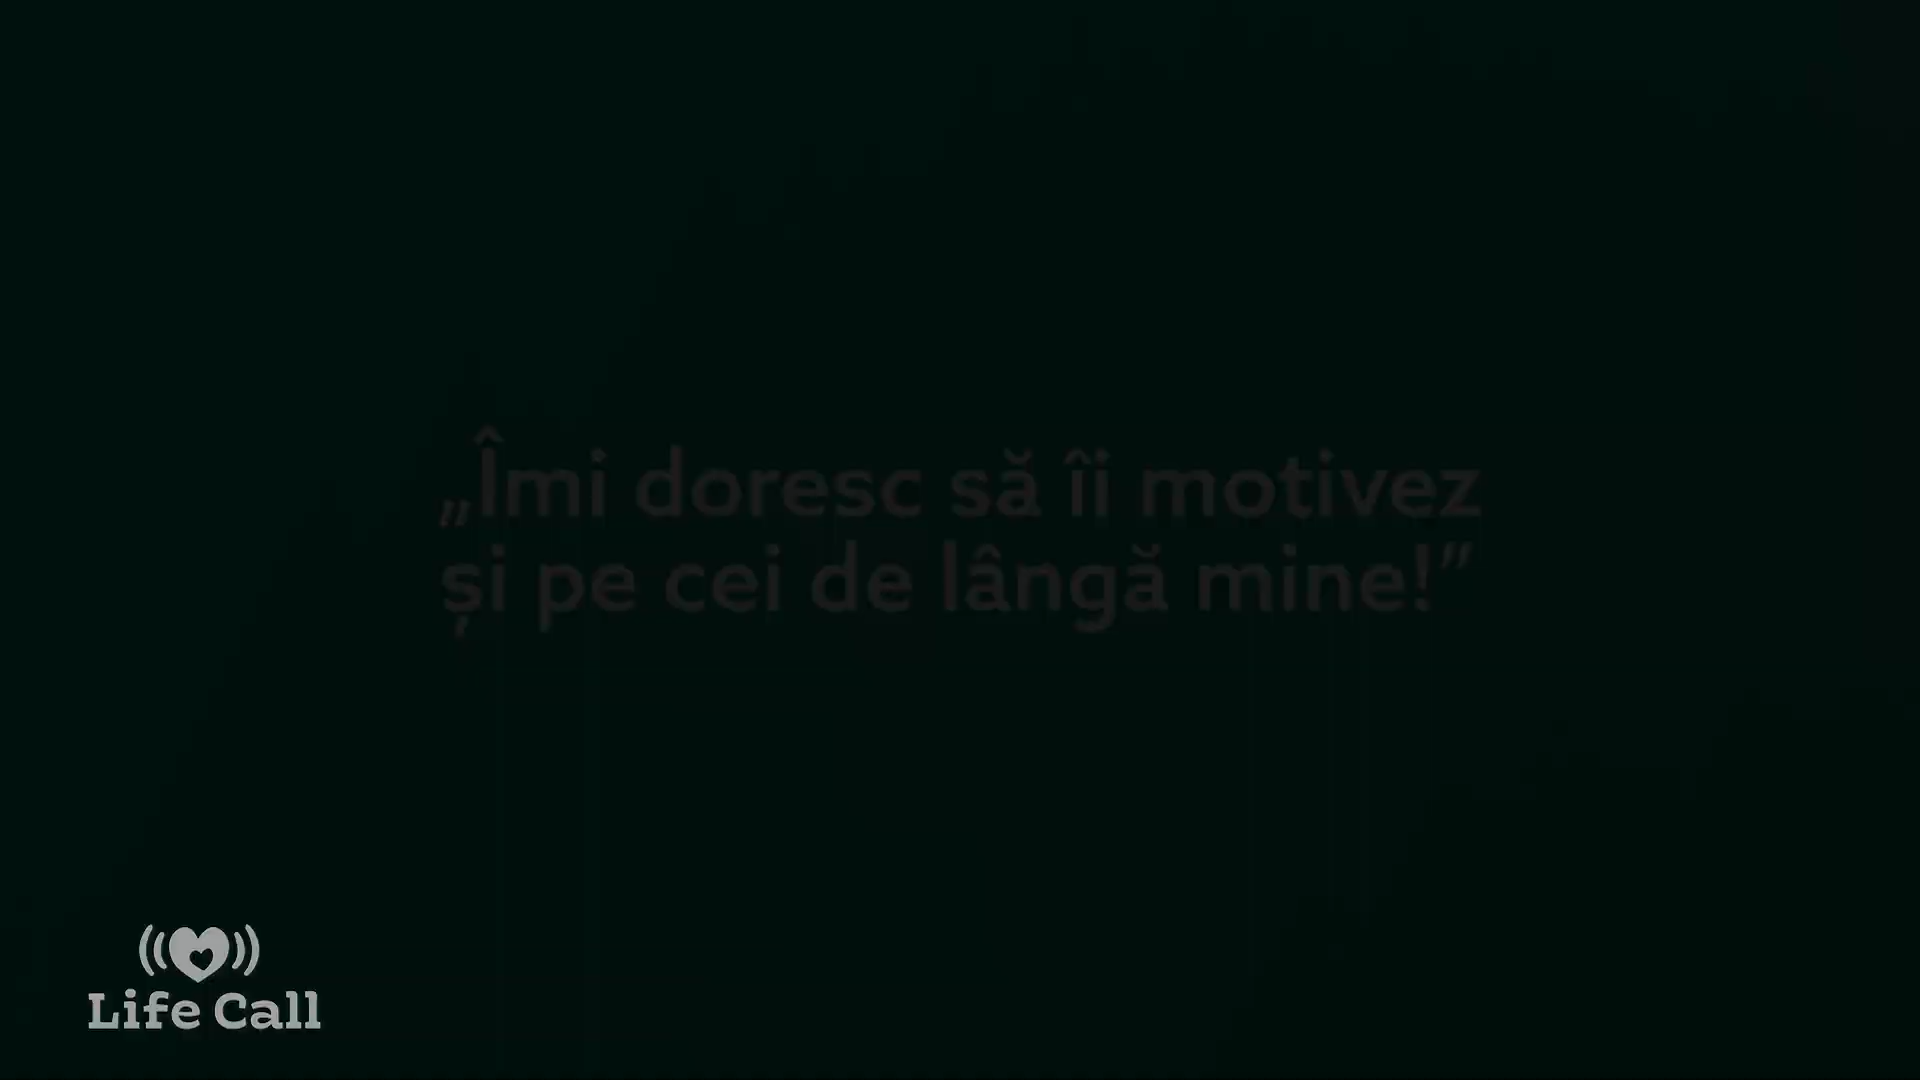 „Îmi doresc să îi motivez
și pe cei de lângă mine!”
Life Call